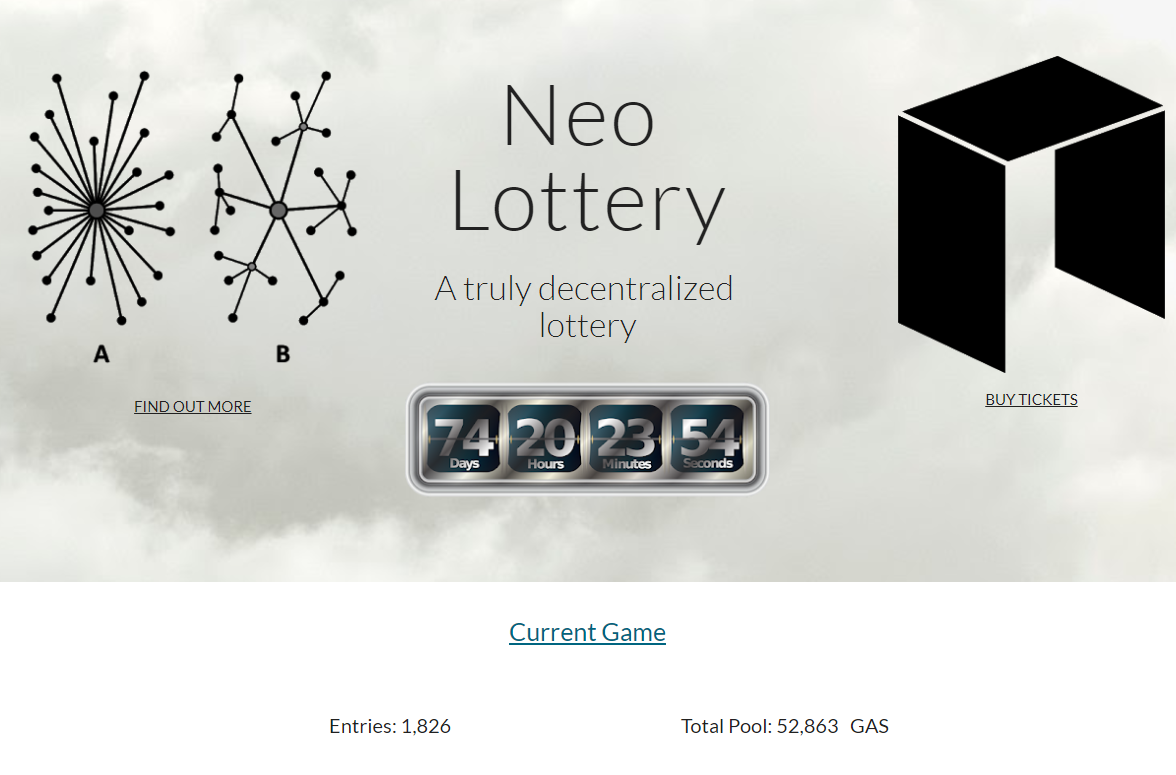 Neo
Lottery
A truly decentralized
lottery
A
B
FIND OUT MORE
BUY TICKETS
74 20 23 54
Days Hours Minutes Seconds
Current Game
Entries: 1,826
Total Pool: 52,863 GAS